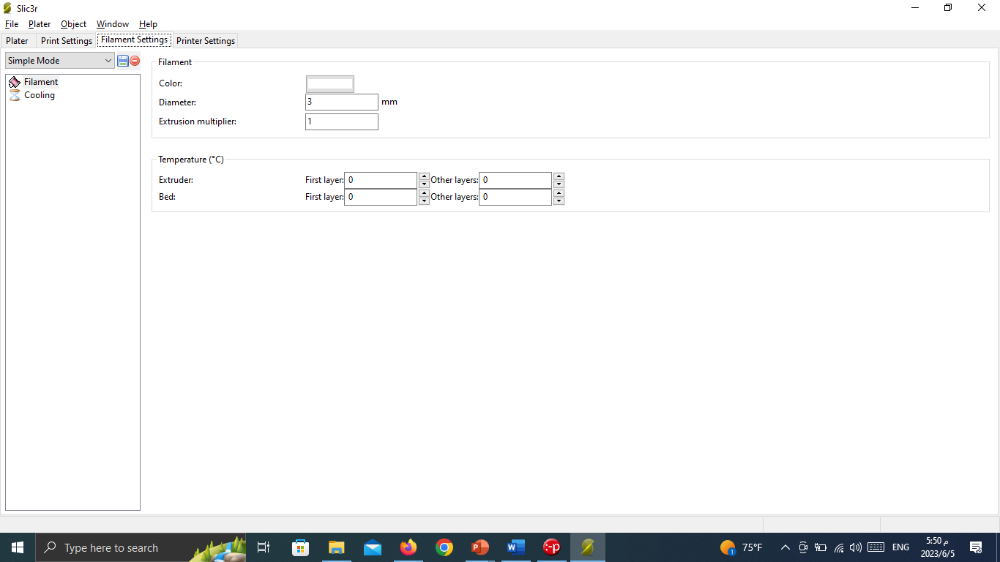 Slic3r
File Plater Object Window Help
Plater Print Settings Filament Settings Printer Settings
Simple Mode
Filament
Cooling
Filament
Color:
Diameter: 3 mm
Extrusion multiplier: 1
Temperature (°C)
Extruder: First layer: 0 Other layers: 0
Bed: First layer: 0 Other layers: 0
Type here to search
P
W
:-p
1
75°F
ENG
5:50 م
2023/6/5
1